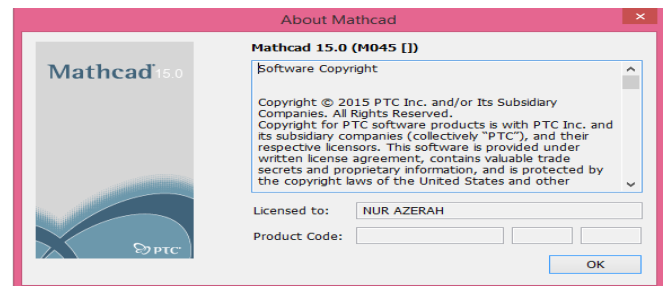 About Mathcad
Mathcad 15.0
Mathcad 15.0 (M045 [])
Software Copyright
Copyright © 2015 PTC Inc. and/or Its Subsidiary
Companies. All Rights Reserved.
Copyright for PTC software products is with PTC Inc. and
its subsidiary companies (collectively "PTC"), and their
respective licensors. This software is provided under
written license agreement, contains valuable trade
secrets and proprietary information, and is protected by
the copyright laws of the United States and other
Licensed to: NUR AZERAH
Product Code:
PTC
OK